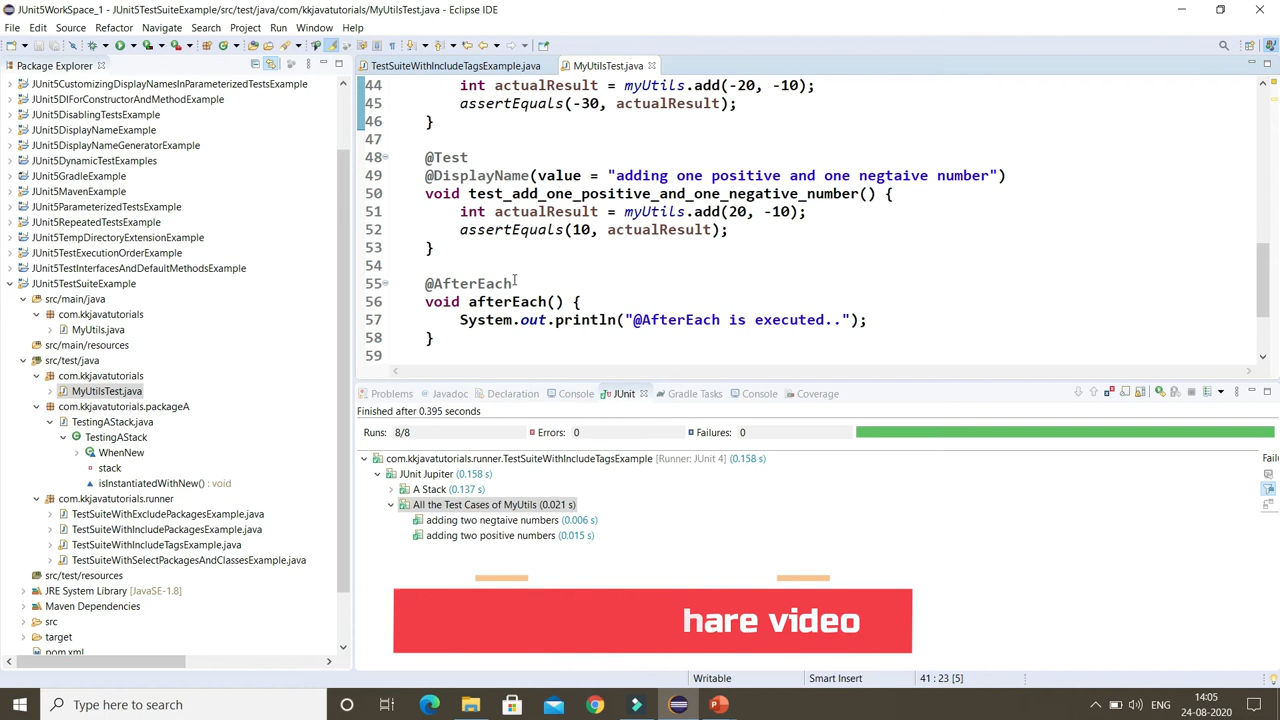 JUnit5WorkSpace_1 - JUnit5TestSuiteExample/src/test/java/com/kkjavatutorials/MyUtilsTest.java - Eclipse IDE
File Edit Source Refactor Navigate Search Project Run Window Help
Package Explorer
JUnit5CustomizingDisplayNamesInParameterizedTestsExample
JUnit5DIForConstructorAndMethodExample
JUnit5DisablingTestsExample
JUnit5DisplayNameExample
JUnit5DisplayNameGeneratorExample
JUnit5DynamicTestExamples
JUnit5GradleExample
JUnit5MavenExample
JUnit5ParameterizedTestsExample
JUnit5RepeatedTestsExample
JUnit5TempDirectoryExtensionExample
JUnit5TestExecutionOrderExample
JUnit5TestInterfacesAndDefaultMethodsExample
JUnit5TestSuiteExample
src/main/java
com.kkjavatutorials
MyUtils.java
src/main/resources
src/test/java
com.kkjavatutorials
MyUtilsTest.java
com.kkjavatutorials.packageA
TestingAStack.java
TestingAStack
WhenNew
stack
isInstantiatedWithNew() : void
com.kkjavatutorials.runner
TestSuiteWithExcludePackagesExample.java
TestSuiteWithIncludePackagesExample.java
TestSuiteWithIncludeTagsExample.java
TestSuiteWithSelectPackagesAndClassesExample.java
src/test/resources
JRE System Library [JavaSE-1.8]
Maven Dependencies
src
target
pom.xml
TestSuiteWithIncludeTagsExample.java MyUtilsTest.java
44 int actualResult = myUtils.add(-20, -10);
45 assertEquals(-30, actualResult);
46 }
47
48 @Test
49 @DisplayName(value = "adding one positive and one negtaive number")
50 void test_add_one_positive_and_one_negative_number() {
51 int actualResult = myUtils.add(20, -10);
52 assertEquals(10, actualResult);
53 }
54
55 @AfterEach
56 void afterEach() {
57 System.out.println("@AfterEach is executed..");
58 }
59
Problems Javadoc Declaration Console JUnit Gradle Tasks Console Coverage
Finished after 0.395 seconds
Runs: 8/8 Errors: 0 Failures: 0
com.kkjavatutorials.runner.TestSuiteWithIncludeTagsExample [Runner: JUnit 4] (0.158 s)
JUnit Jupiter (0.158 s)
A Stack (0.137 s)
All the Test Cases of MyUtils (0.021 s)
adding two negtaive numbers (0.006 s)
adding two positive numbers (0.015 s)
Failu
hare video
Writable Smart Insert 41 : 23 [5]
Type here to search
14:05
24-08-2020